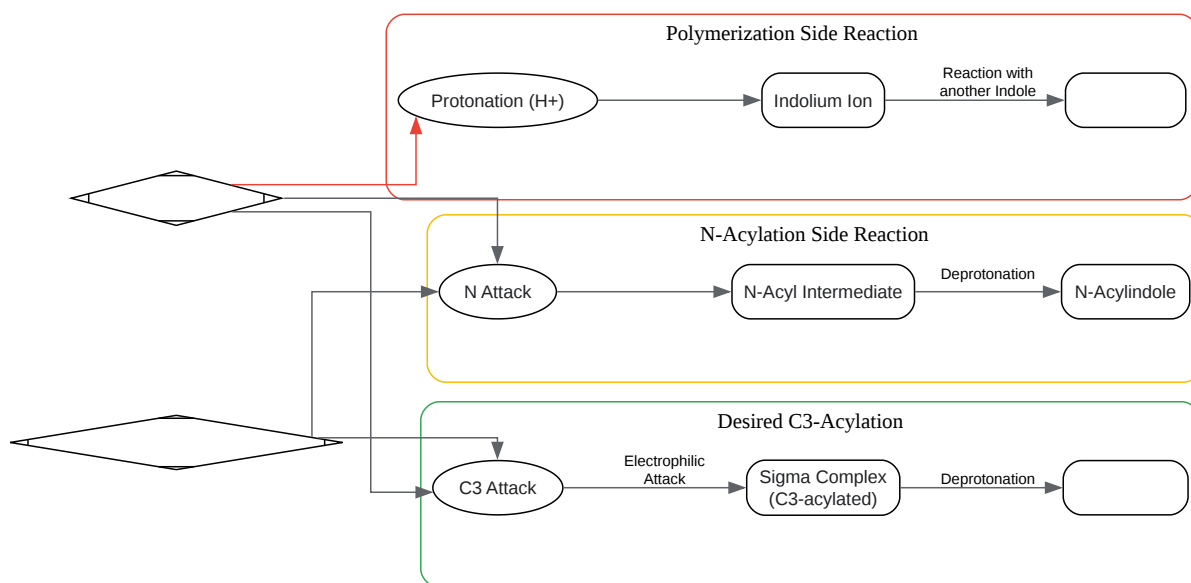 Polymerization Side Reaction
Protonation (H+)
Indolium Ion
Reaction with
another Indole
N-Acylation Side Reaction
N Attack
N-Acyl Intermediate
Deprotonation
N-Acylindole
Desired C3-Acylation
C3 Attack
Electrophilic
Attack
Sigma Complex
(C3-acylated)
Deprotonation